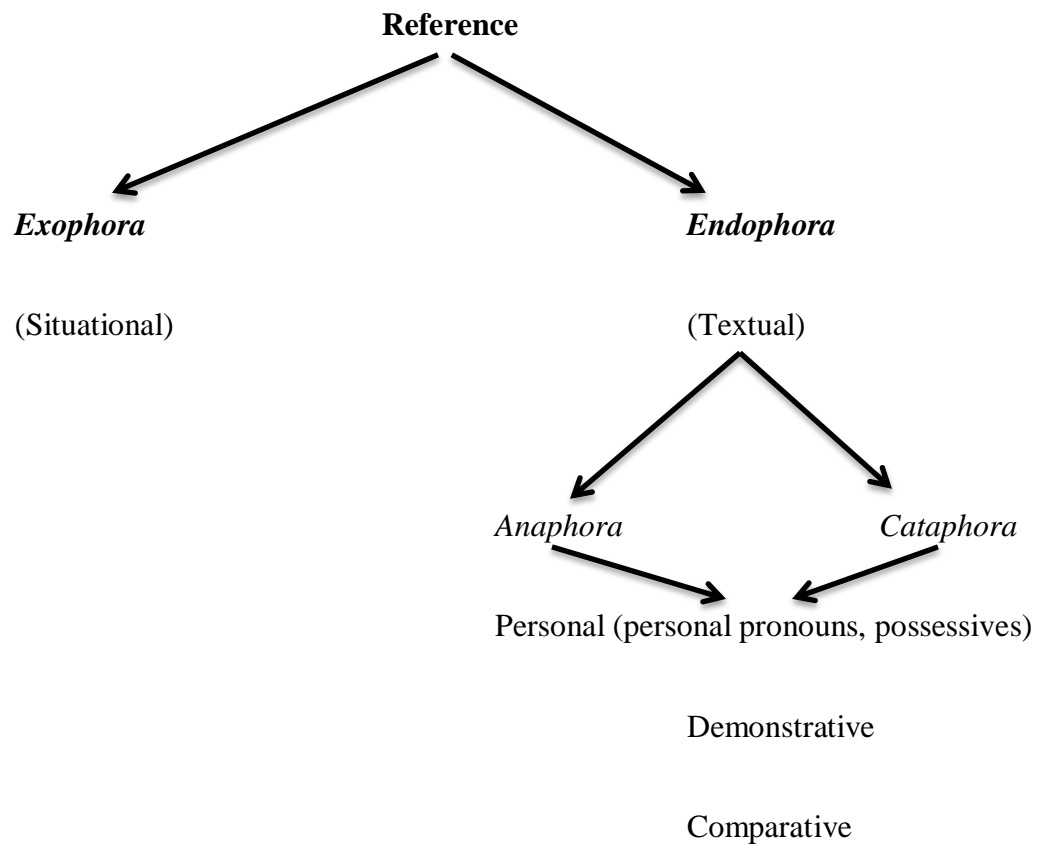 Reference
Exophora Endophora
(Situational) (Textual)
Anaphora Cataphora
Personal (personal pronouns, possessives)
Demonstrative
Comparative